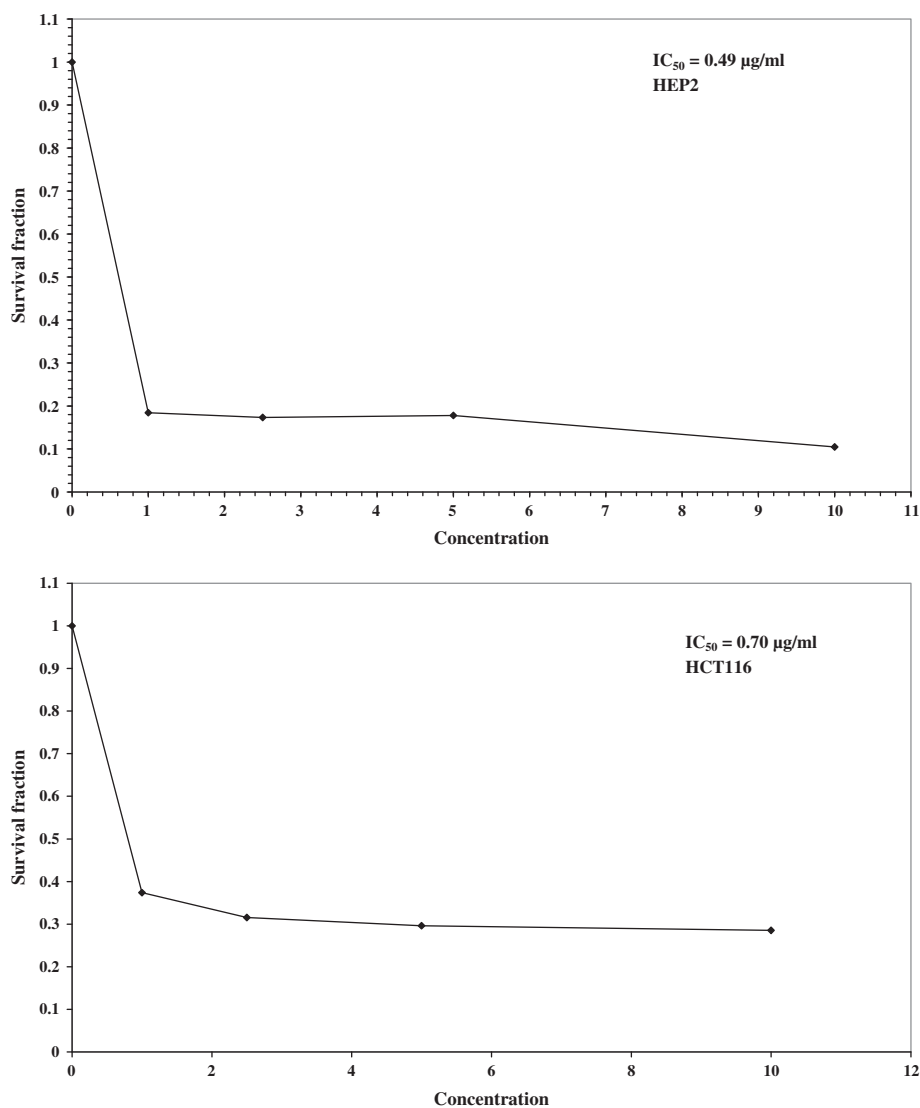 1.1
IC₅₀ = 0.49 µg/ml
HEP2
1
0.9
0.8
0.7
0.6
0.5
0.4
0.3
0.2
0.1
0
Survival fraction
0 1 2 3 4 5 6 7 8 9 10 11
Concentration
1.1
IC₅₀ = 0.70 µg/ml
HCT116
1
0.9
0.8
0.7
0.6
0.5
0.4
0.3
0.2
0.1
0
Survival fraction
0 2 4 6 8 10 12
Concentration